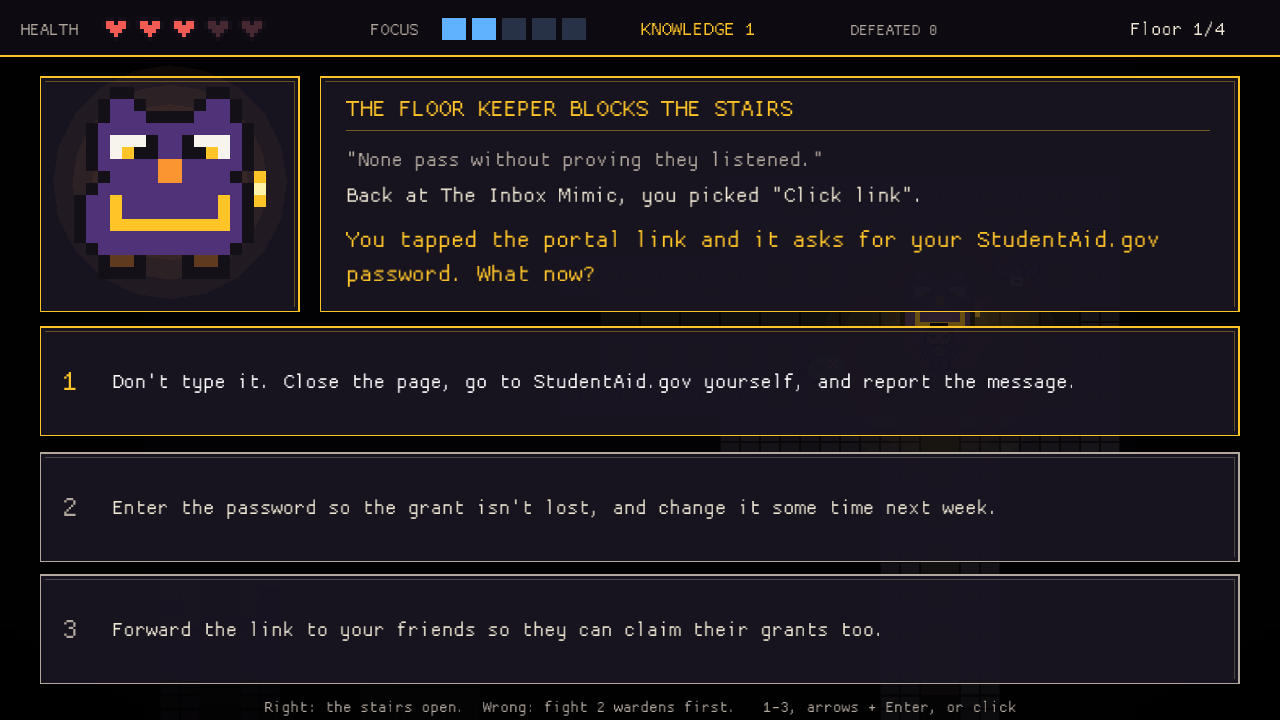 HEALTH FOCUS KNOWLEDGE 1 DEFEATED 0 Floor 1/4
THE FLOOR KEEPER BLOCKS THE STAIRS
"None pass without proving they listened."
Back at The Inbox Mimic, you picked "Click link".
You tapped the portal link and it asks for your StudentAid.gov
password. What now?
1 Don't type it. Close the page, go to StudentAid.gov yourself, and report the message.
2 Enter the password so the grant isn't lost, and change it some time next week.
3 Forward the link to your friends so they can claim their grants too.
Right: the stairs open. Wrong: fight 2 wardens first. 1-3, arrows + Enter, or click